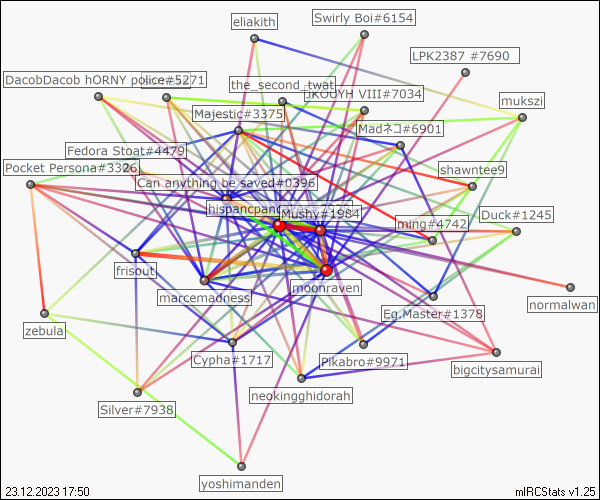 Swirly Boi#6154
eliakith
LPK2387 #7690
DacobDacob hORNY police#5271
the_second_twat
JKOUYH VIII#7034
mukszi
Majestic#3375
Madネコ#6901
Fedora Stoat#4479
Pocket Persona#3326
shawntee9
Can anything be saved#0396
hispancpand
Mushy#1984
Duck#1245
ming#4742
frisout
moonraven
marcemadness
normalwan
Eg.Master#1378
zebula
Cypha#1717
Pikabro#9971
bigcitysamurai
neokingghidorah
Silver#7938
yoshimanden
23.12.2023 17:50
mIRCStats v1.25